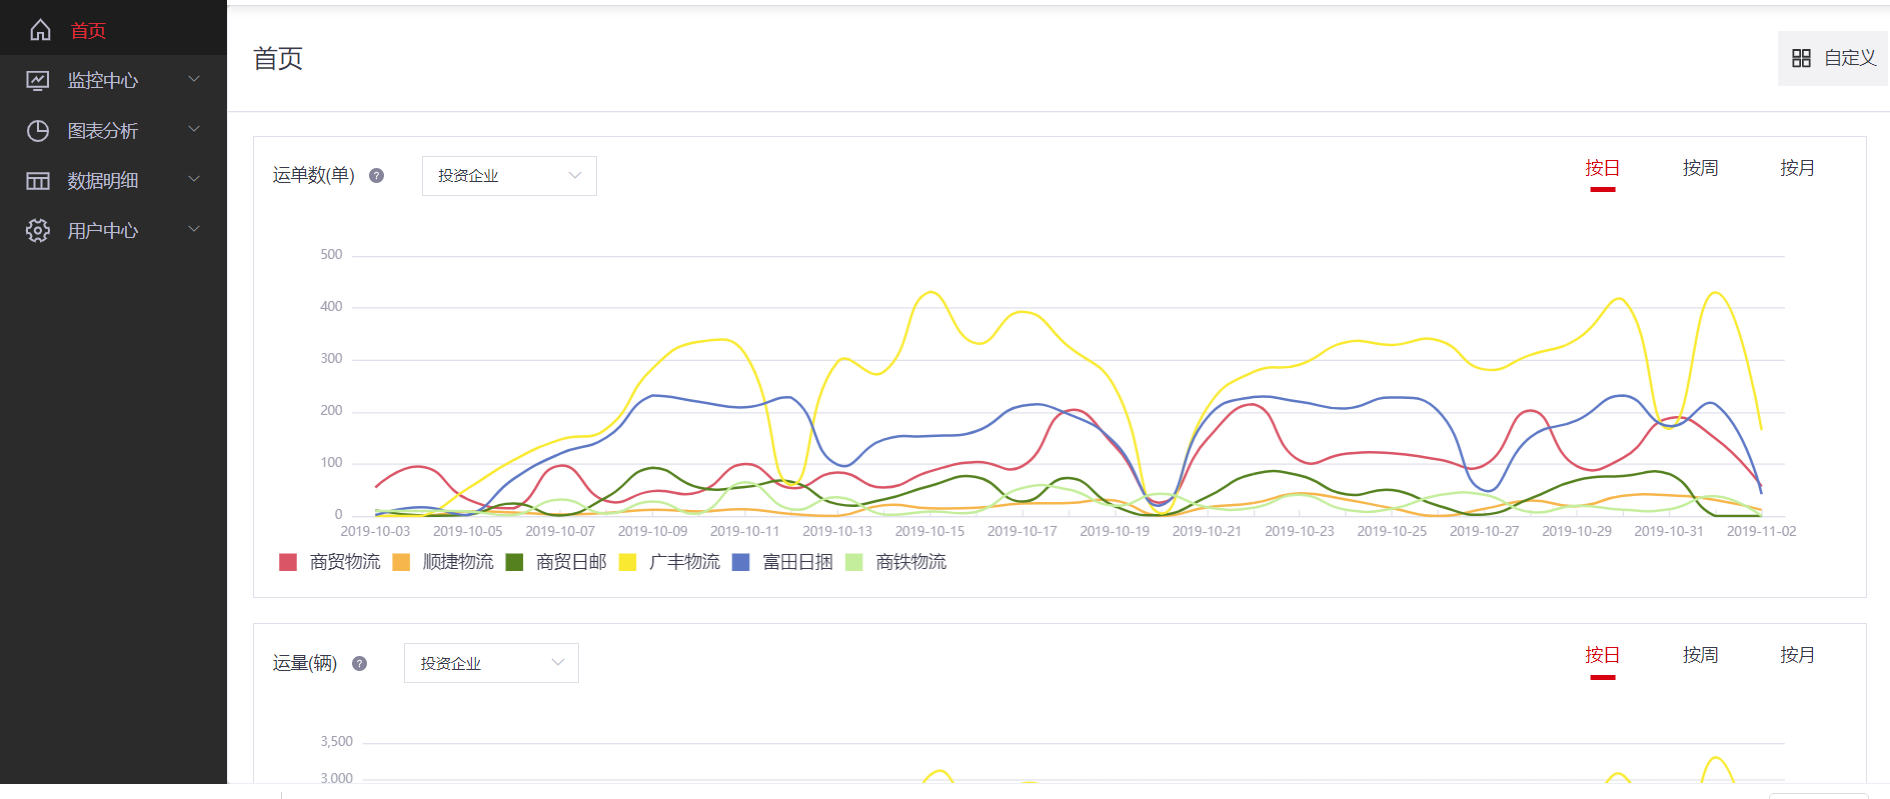 首页
监控中心
图表分析
数据明细
用户中心
首页
自定义
运单数(单) ?
投资企业
按日 按周 按月
500
400
300
200
100
0
2019-10-03 2019-10-05 2019-10-07 2019-10-09 2019-10-11 2019-10-13 2019-10-15 2019-10-17 2019-10-19 2019-10-21 2019-10-23 2019-10-25 2019-10-27 2019-10-29 2019-10-31 2019-11-02
商贸物流 顺捷物流 商贸日邮 广丰物流 富田日捆 商铁物流
运量(辆) ?
投资企业
按日 按周 按月
3,500
3,000